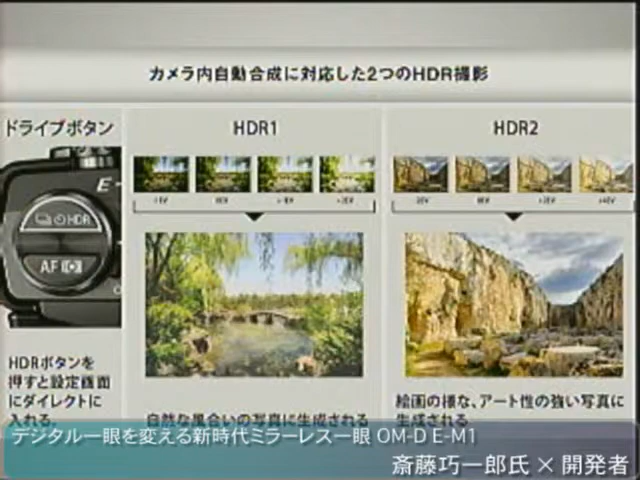 カメラ内自動合成に対応した2つのHDR撮影
ドライブボタン
HDR1
HDR2
E-
HDR
AF
HDRボタンを
押すと設定画面
にダイレクトに
入れる。
自然な風合いの写真に生成される
絵画の様な、アート性の強い写真に
生成される
デジタル一眼を変える新時代ミラーレス一眼 OM-D E-M1
斎藤巧一郎氏 × 開発者